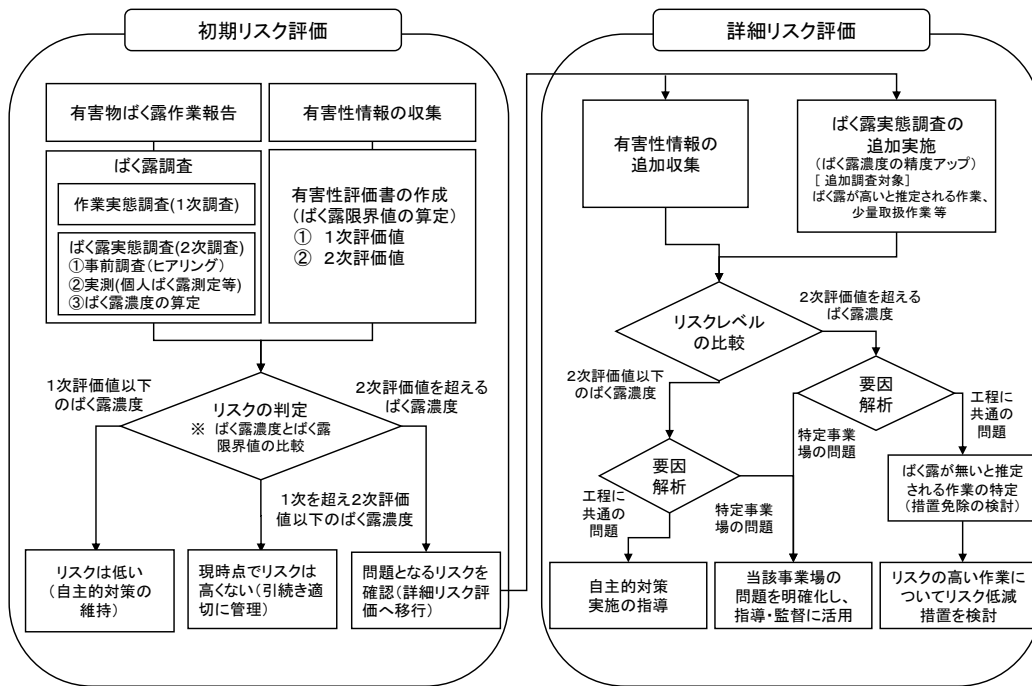 初期リスク評価
有害物ばく露作業報告
有害性情報の収集
ばく露調査
作業実態調査(1次調査)
ばく露実態調査(2次調査)
①事前調査(ヒアリング)
②実測(個人ばく露測定等)
③ばく露濃度の算定
有害性評価書の作成
(ばく露限界値の算定)
① 1次評価値
② 2次評価値
1次評価値以下
のばく露濃度
2次評価値を超える
ばく露濃度
リスクの判定
※ ばく露濃度とばく露
限界値の比較
1次を超え2次評価
値以下のばく露濃度
リスクは低い
(自主的対策の
維持)
現時点でリスクは
高くない(引続き適
切に管理)
問題となるリスクを
確認(詳細リスク評
価へ移行)
詳細リスク評価
有害性情報の
追加収集
ばく露実態調査の
追加実施
(ばく露濃度の精度アップ)
[ 追加調査対象]
ばく露が高いと推定される作業、
少量取扱作業等
リスクレベル
の比較
2次評価値を超える
ばく露濃度
2次評価値以下
のばく露濃度
要因
解析
工程に
共通の
問題
特定事業
場の問題
ばく露が無いと推定
される作業の特定
(措置免除の検討)
要因
解析
工程に
共通の
問題
特定事業
場の問題
自主的対策
実施の指導
当該事業場の
問題を明確化し、
指導・監督に活用
リスクの高い作業に
ついてリスク低減
措置を検討